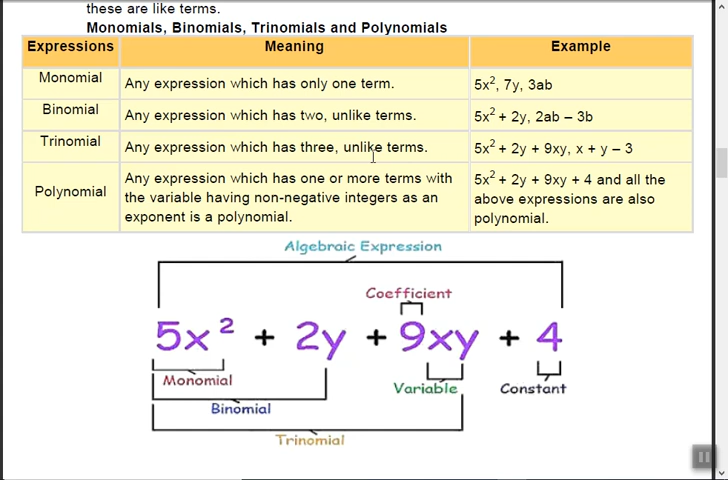 these are like terms.
Monomials, Binomials, Trinomials and Polynomials
Expressions Meaning Example
Monomial Any expression which has only one term. 5x², 7y, 3ab
Binomial Any expression which has two, unlike terms. 5x² + 2y, 2ab – 3b
Trinomial Any expression which has three, unlike terms. 5x² + 2y + 9xy, x + y – 3
Polynomial Any expression which has one or more terms with the variable having non-negative integers as an exponent is a polynomial. 5x² + 2y + 9xy + 4 and all the above expressions are also polynomial.
Algebraic Expression
Coefficient
5x² + 2y + 9xy + 4
Monomial Variable Constant
Binomial
Trinomial